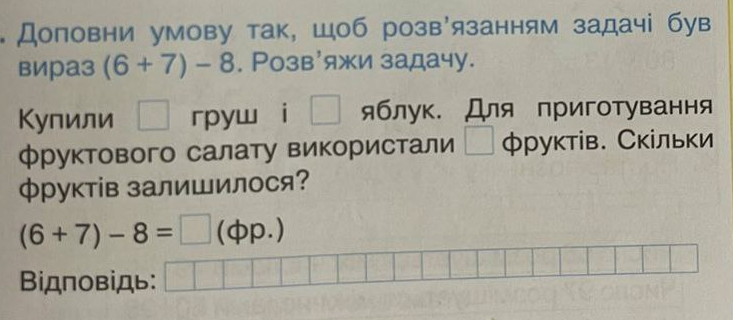 . Доповни умову так, щоб розв'язанням задачі був
вираз (6 + 7) – 8. Розв'яжи задачу.
Купили □ груш і □ яблук. Для приготування
фруктового салату використали □ фруктів. Скільки
фруктів залишилося?
(6 + 7) – 8 = □ (фр.)
Відповідь: